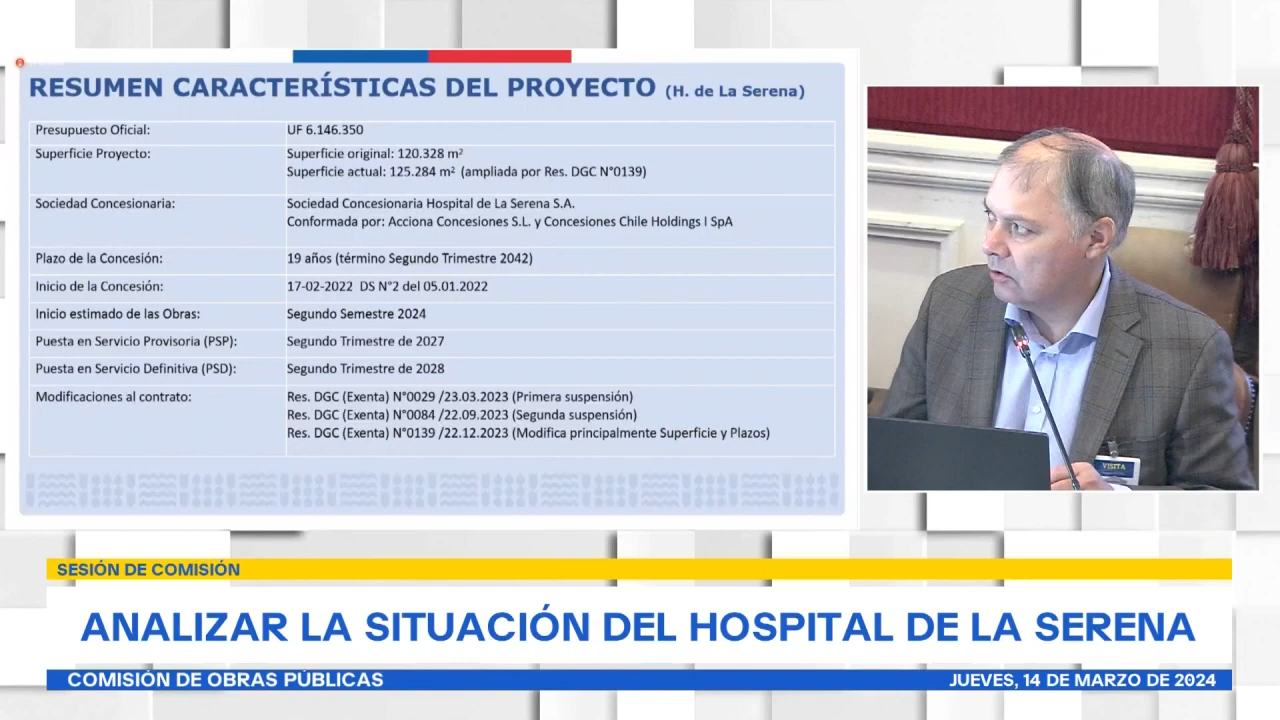 RESUMEN CARACTERÍSTICAS DEL PROYECTO (H. de La Serena)
Presupuesto Oficial: UF 6.146.350
Superficie Proyecto: Superficie original: 120.328 m²
Superficie actual: 125.284 m² (ampliada por Res. DGC N°0139)
Sociedad Concesionaria: Sociedad Concesionaria Hospital de La Serena S.A.
Conformada por: Acciona Concesiones S.L. y Concesiones Chile Holdings I SpA
Plazo de la Concesión: 19 años (término Segundo Trimestre 2042)
Inicio de la Concesión: 17-02-2022 DS N°2 del 05.01.2022
Inicio estimado de las Obras: Segundo Semestre 2024
Puesta en Servicio Provisoria (PSP): Segundo Trimestre de 2027
Puesta en Servicio Definitiva (PSD): Segundo Trimestre de 2028
Modificaciones al contrato: Res. DGC (Exenta) N°0029 /23.03.2023 (Primera suspensión)
Res. DGC (Exenta) N°0084 /22.09.2023 (Segunda suspensión)
Res. DGC (Exenta) N°0139 /22.12.2023 (Modifica principalmente Superficie y Plazos)
VISITA
SESIÓN DE COMISIÓN
ANALIZAR LA SITUACIÓN DEL HOSPITAL DE LA SERENA
COMISIÓN DE OBRAS PÚBLICAS
JUEVES, 14 DE MARZO DE 2024